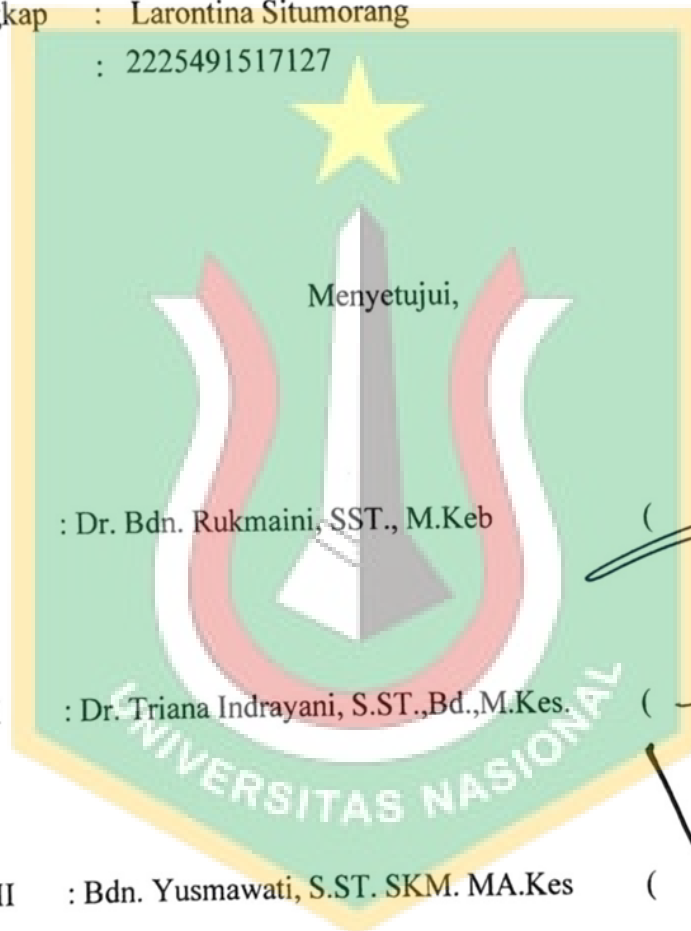 kap : Larontina Situmorang
: 2225491517127
Menyetujui,
: Dr. Bdn. Rukmaini, SST., M.Keb (
: Dr. Triana Indrayani, S.ST.,Bd.,M.Kes. (
UNIVERSITAS NASIONAL
II : Bdn. Yusmawati, S.ST. SKM. MA.Kes (